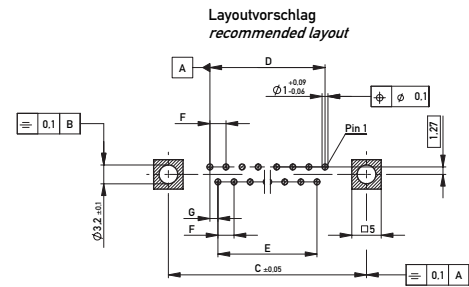 Layoutvorschlag
recommended layout
A
D
Ø1 +0.09 -0.06
⌖ ⌀ 0,1
F
⌯ 0,1 B
Pin 1
1.27
Ø3.2 ±0.1
G
F
E
□5
C ±0.05
⌯ 0,1 A